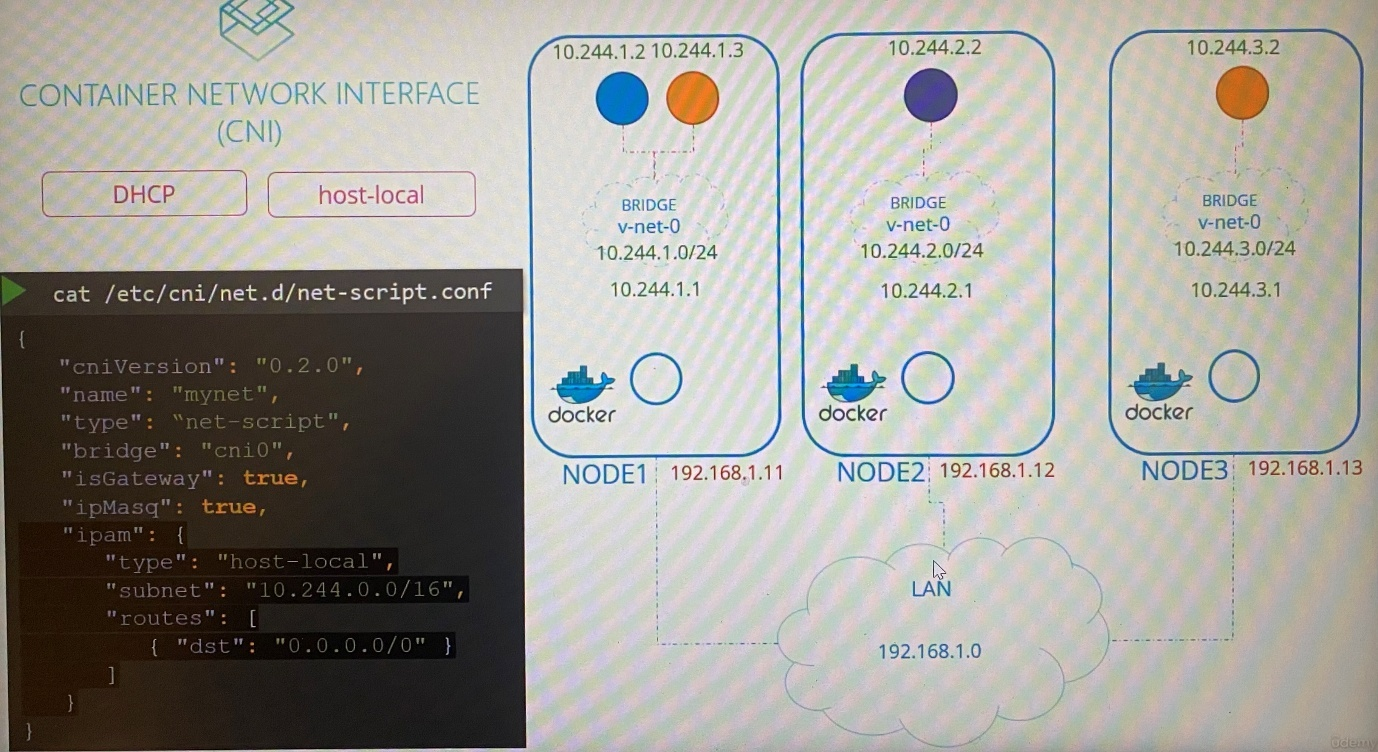 CONTAINER NETWORK INTERFACE
(CNI)
DHCP
host-local
cat /etc/cni/net.d/net-script.conf
{
"cniVersion": "0.2.0",
"name": "mynet",
"type": “net-script",
"bridge": "cni0",
"isGateway": true,
"ipMasq": true,
"ipam": {
"type": "host-local",
"subnet": "10.244.0.0/16",
"routes": [
{ "dst": "0.0.0.0/0" }
]
}
}
10.244.1.2 10.244.1.3
BRIDGE
v-net-0
10.244.1.0/24
10.244.1.1
docker
NODE1 192.168.1.11
10.244.2.2
BRIDGE
v-net-0
10.244.2.0/24
10.244.2.1
docker
NODE2 192.168.1.12
10.244.3.2
BRIDGE
v-net-0
10.244.3.0/24
10.244.3.1
docker
NODE3 192.168.1.13
LAN
192.168.1.0
udemy